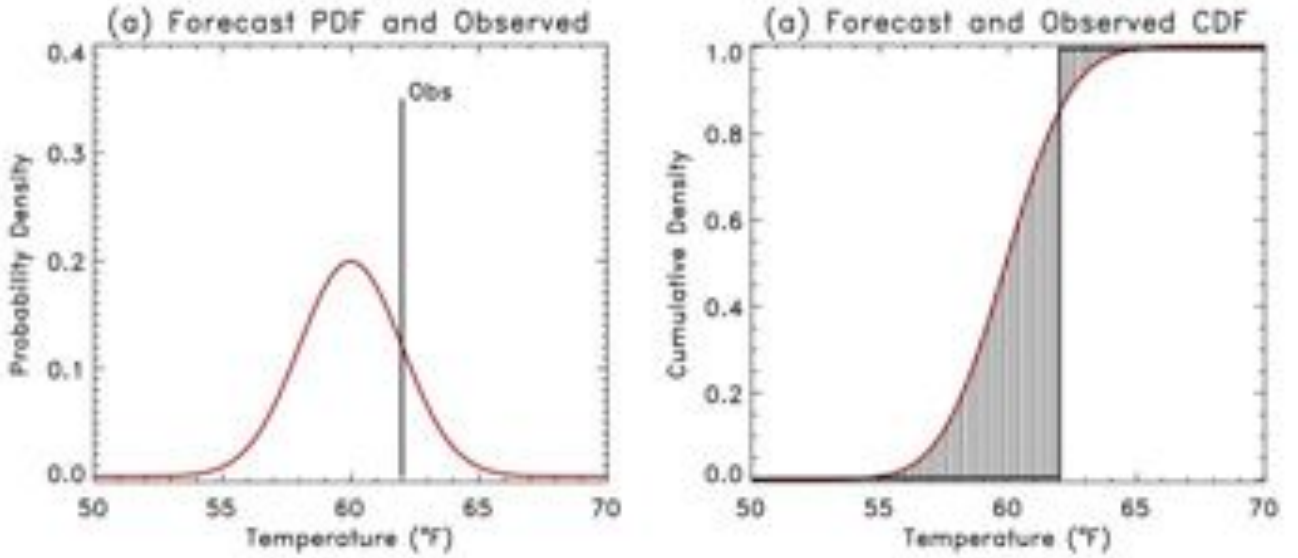 (a) Forecast PDF and Observed
0.4
0.3
0.2
0.1
0.0
Probability Density
Obs
50 55 60 65 70
Temperature (°F)
(a) Forecast and Observed CDF
1.0
0.8
0.6
0.4
0.2
0.0
Cumulative Density
50 55 60 65 70
Temperature (°F)